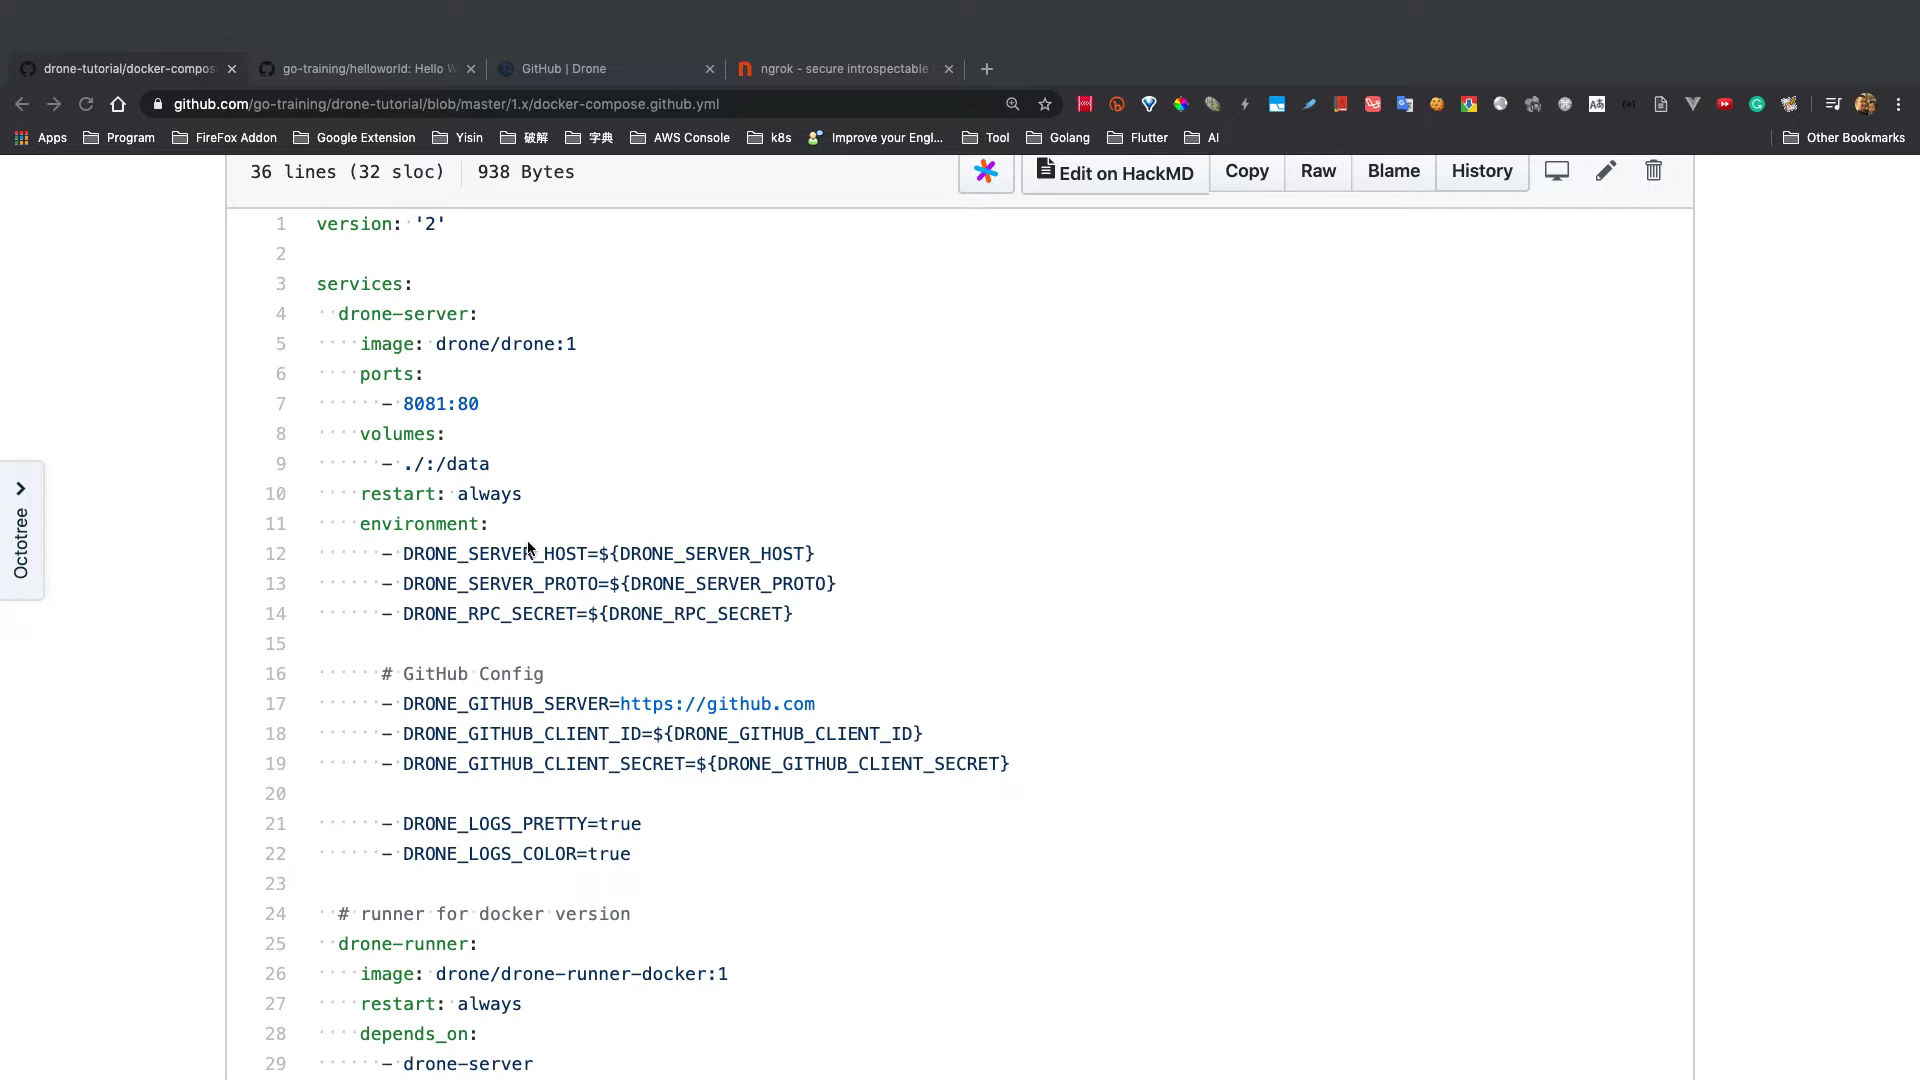 drone-tutorial/docker-compos
go-training/helloworld: Hello W
GitHub | Drone
ngrok - secure introspectable
github.com/go-training/drone-tutorial/blob/master/1.x/docker-compose.github.yml
Apps
Program
FireFox Addon
Google Extension
Yisin
破解
字典
AWS Console
k8s
Improve your Engl...
Tool
Golang
Flutter
AI
Other Bookmarks
36 lines (32 sloc)
938 Bytes
Edit on HackMD
Copy
Raw
Blame
History
Octotree
1 version: '2'
2
3 services:
4 drone-server:
5 image: drone/drone:1
6 ports:
7 - 8081:80
8 volumes:
9 - ./:/data
10 restart: always
11 environment:
12 - DRONE_SERVER_HOST=${DRONE_SERVER_HOST}
13 - DRONE_SERVER_PROTO=${DRONE_SERVER_PROTO}
14 - DRONE_RPC_SECRET=${DRONE_RPC_SECRET}
15
16 # GitHub Config
17 - DRONE_GITHUB_SERVER=https://github.com
18 - DRONE_GITHUB_CLIENT_ID=${DRONE_GITHUB_CLIENT_ID}
19 - DRONE_GITHUB_CLIENT_SECRET=${DRONE_GITHUB_CLIENT_SECRET}
20
21 - DRONE_LOGS_PRETTY=true
22 - DRONE_LOGS_COLOR=true
23
24 # runner for docker version
25 drone-runner:
26 image: drone/drone-runner-docker:1
27 restart: always
28 depends_on:
29 - drone-server